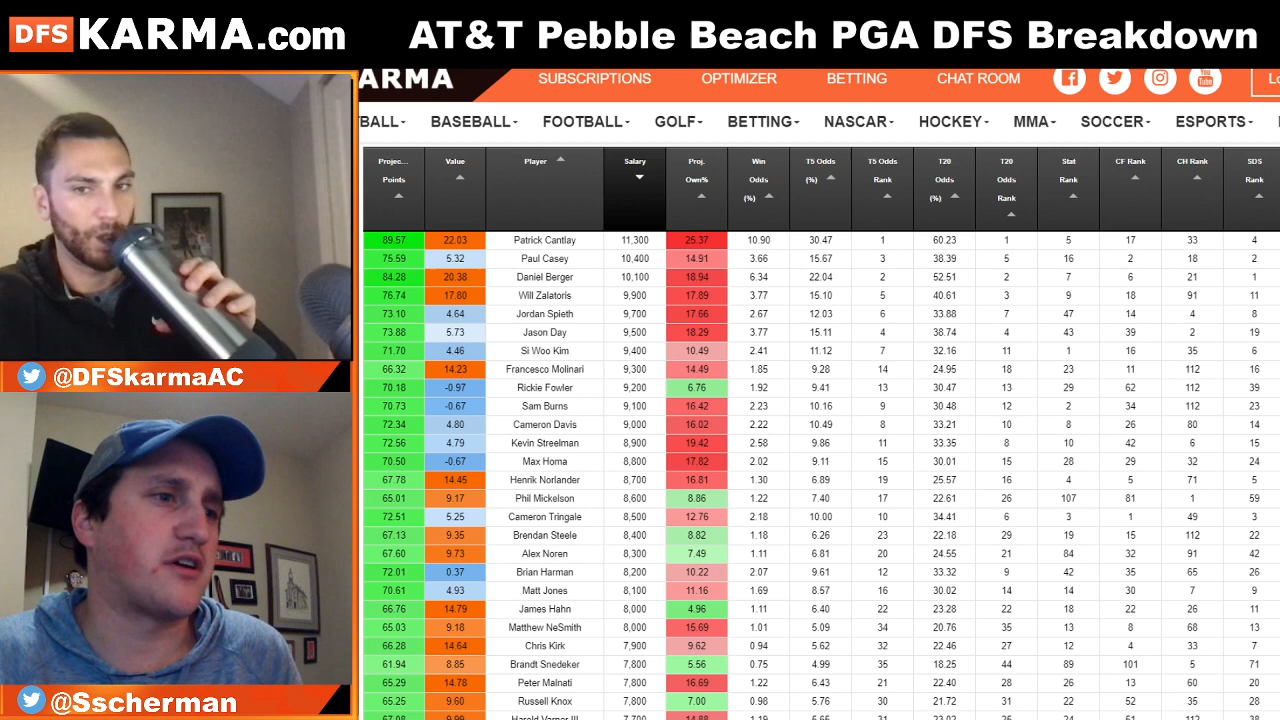 DFS KARMA.com AT&T Pebble Beach PGA DFS Breakdown
KARMA SUBSCRIPTIONS OPTIMIZER BETTING CHAT ROOM You Tube Lo
BALL BASEBALL FOOTBALL GOLF BETTING NASCAR HOCKEY MMA SOCCER ESPORTS
Projec... Points Value Player Salary Proj. Own% Win Odds (%) T5 Odds (%) T5 Odds Rank T20 Odds (%) T20 Odds Rank Stat Rank CF Rank CH Rank SDS Rank
89.57 22.03 Patrick Cantlay 11,300 25.37 10.90 30.47 1 60.23 1 5 17 33 4
75.59 5.32 Paul Casey 10,400 14.91 3.66 15.67 3 38.39 5 16 2 18 2
84.28 20.38 Daniel Berger 10,100 18.94 6.34 22.04 2 52.51 2 7 6 21 1
76.74 17.80 Will Zalatoris 9,900 17.89 3.77 15.10 5 40.61 3 9 18 91 11
73.10 4.64 Jordan Spieth 9,700 17.66 2.67 12.03 6 33.88 7 47 14 4 8
73.88 5.73 Jason Day 9,500 18.29 3.77 15.11 4 38.74 4 43 39 2 19
71.70 4.46 Si Woo Kim 9,400 10.49 2.41 11.12 7 32.16 11 1 16 35 6
66.32 14.23 Francesco Molinari 9,300 14.49 1.85 9.28 14 24.95 18 23 11 112 16
70.18 -0.97 Rickie Fowler 9,200 6.76 1.92 9.41 13 30.47 13 29 62 112 39
70.73 -0.67 Sam Burns 9,100 16.42 2.23 10.16 9 30.48 12 2 34 112 23
72.34 4.80 Cameron Davis 9,000 16.02 2.22 10.49 8 33.21 10 8 26 80 14
72.56 4.79 Kevin Streelman 8,900 19.42 2.58 9.86 11 33.35 8 10 42 6 15
70.50 -0.67 Max Homa 8,800 17.82 2.02 9.11 15 30.01 15 28 29 32 24
67.78 14.45 Henrik Norlander 8,700 16.81 1.30 6.89 19 25.57 16 4 5 71 5
65.01 9.17 Phil Mickelson 8,600 8.86 1.22 7.40 17 22.61 26 107 81 1 59
72.51 5.25 Cameron Tringale 8,500 12.76 2.18 10.00 10 34.41 6 3 1 49 3
67.13 9.35 Brendan Steele 8,400 8.82 1.18 6.26 23 22.18 29 19 15 112 22
67.60 9.73 Alex Noren 8,300 7.49 1.11 6.81 20 24.55 21 84 32 91 42
72.01 0.37 Brian Harman 8,200 10.22 2.07 9.61 12 33.32 9 42 35 65 26
70.61 4.93 Matt Jones 8,100 11.16 1.69 8.57 16 30.02 14 14 30 7 9
66.76 14.79 James Hahn 8,000 4.96 1.11 6.40 22 23.28 22 18 22 26 11
65.03 9.18 Matthew NeSmith 8,000 15.69 1.01 5.09 34 20.76 35 13 8 68 13
66.28 14.64 Chris Kirk 7,900 9.62 0.94 5.62 32 22.46 27 12 4 33 7
61.94 8.85 Brandt Snedeker 7,800 5.56 0.75 4.99 35 18.25 44 89 101 5 71
65.29 14.78 Peter Malnati 7,800 16.69 1.22 6.43 21 22.40 28 26 13 60 20
65.25 9.60 Russell Knox 7,800 7.00 0.98 5.76 30 21.72 31 22 52 35 28
67.08 9.99 Harold Varner III 7,700 14.88 1.19 5.65 31 23.02 24 51 112 38
@DFSkarmaAC
@Sscherman